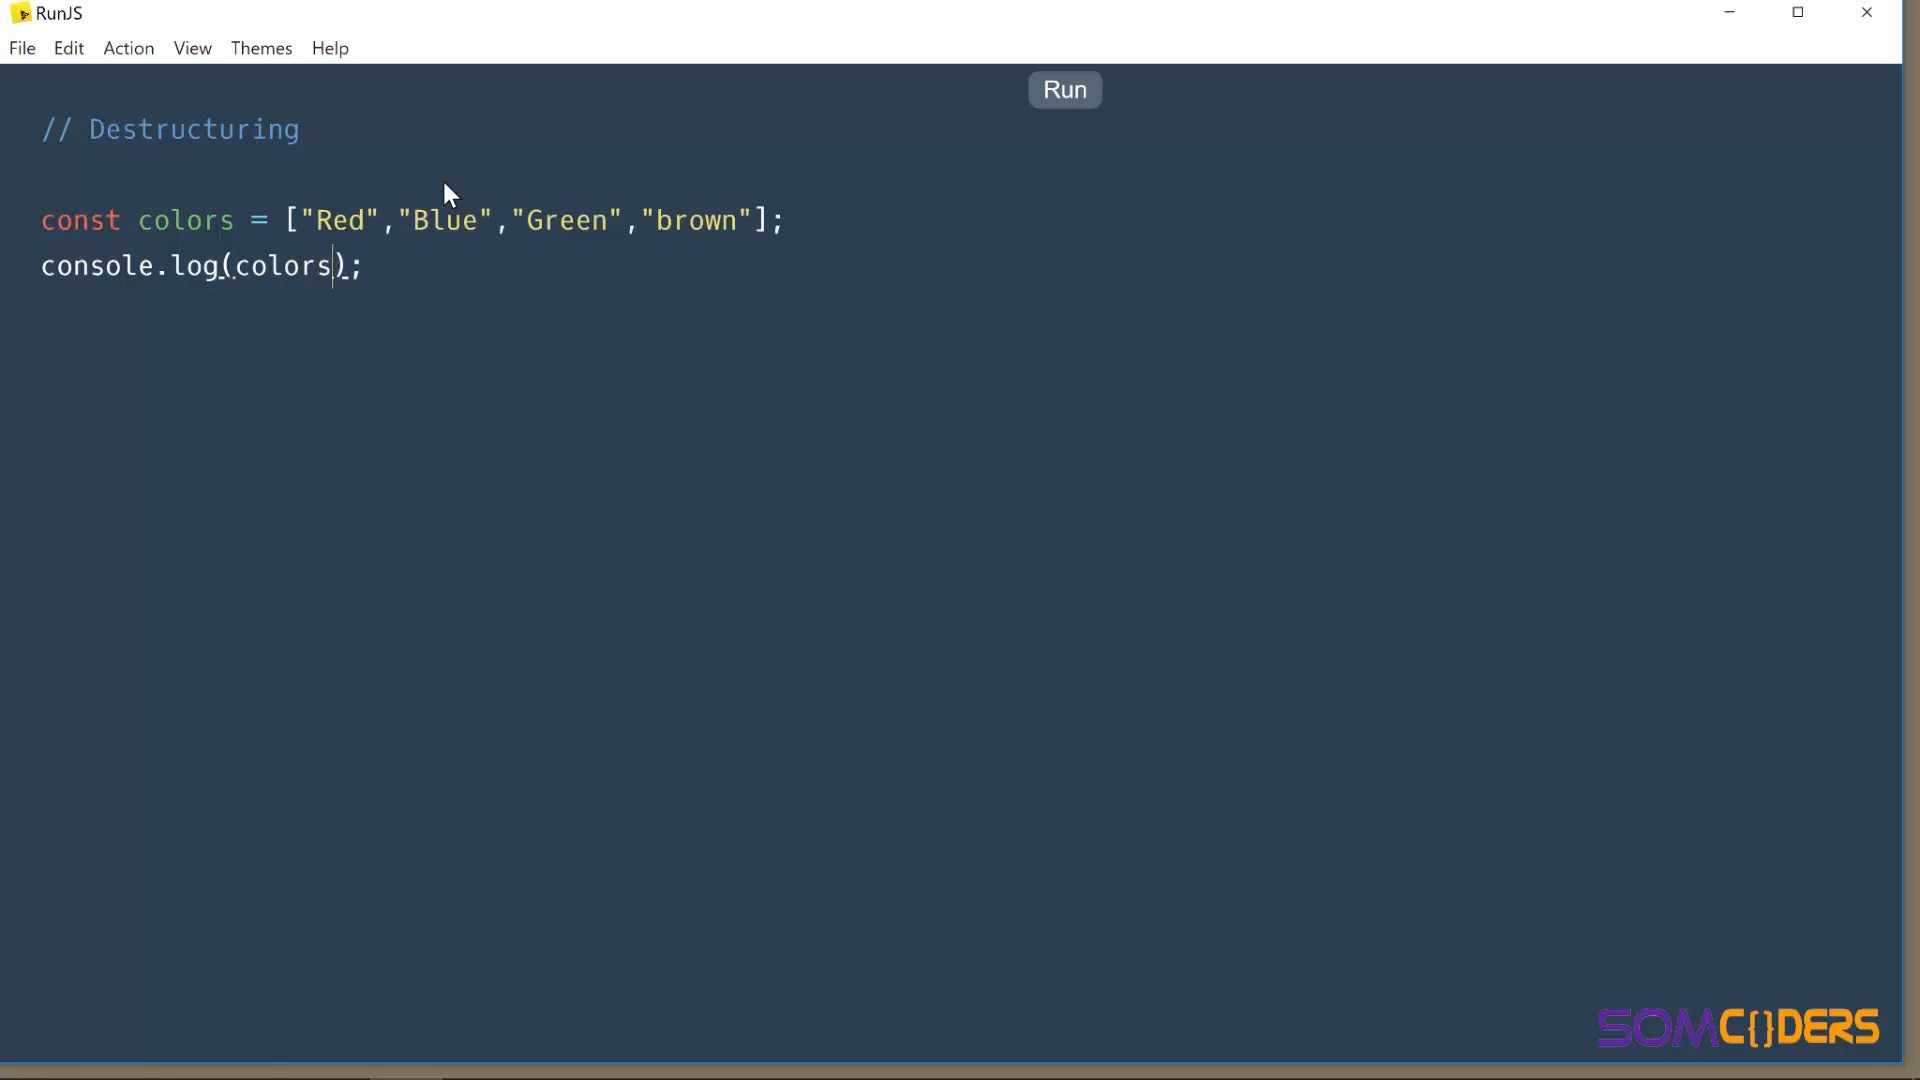 RunJS
File Edit Action View Themes Help
Run
// Destructuring
const colors = ["Red","Blue","Green","brown"];
console.log(colors);
SOMC{}DERS